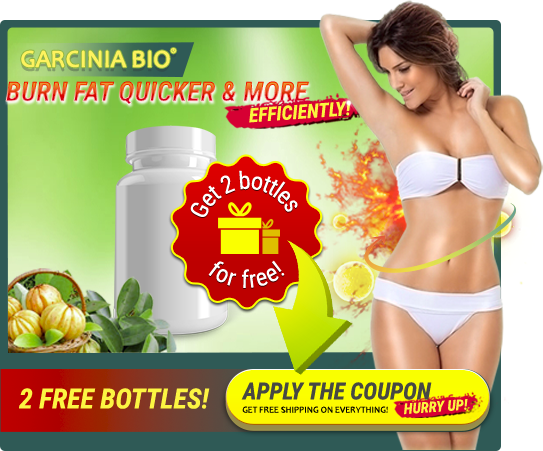 GARCINIA BIO®
BURN FAT QUICKER & MORE
EFFICIENTLY!
Get 2 bottles
for free!
2 FREE BOTTLES!
APPLY THE COUPON
GET FREE SHIPPING ON EVERYTHING!
HURRY UP!